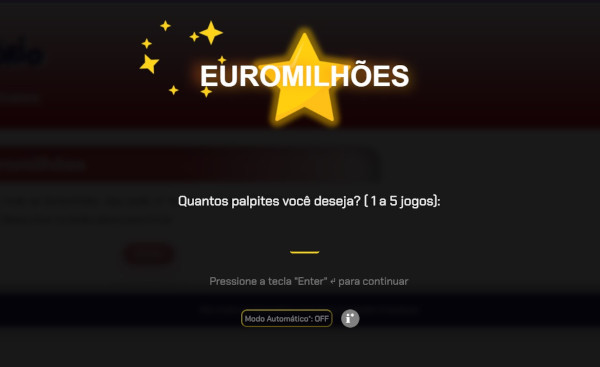 EUROMILHÕES
Quantos palpites você deseja? ( 1 a 5 jogos):
Pressione a tecla "Enter" ↵ para continuar
Modo Automático*: OFF
i*